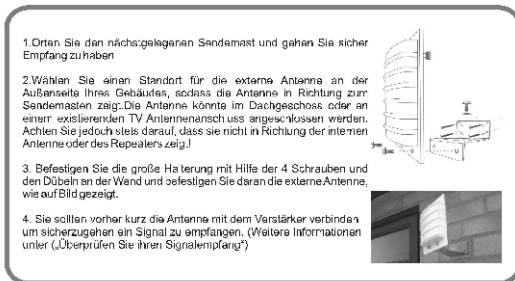 1.Orten Sie den nächstgelegenen Sendemast und gehen Sie sicher
Empfang zu haben
2.Wählen Sie einen Standort für die externe Antenne an der
Außenseite Ihres Gebäudes, sodass die Antenne in Richtung zum
Sendemasten zeigt.Die Antenne könnte im Dachgeschoss oder an
einem existierenden TV Antennenanschluss angeschlossen werden.
Achten Sie jedoch stets darauf, dass sie nicht in Richtung der internen
Antenne oder des Repeaters zeigt.!
3. Befestigen Sie die große Halterung mit Hilfe der 4 Schrauben und
den Dübeln an der Wand und befestigen Sie daran die externe Antenne,
wie auf Bild gezeigt.
4. Sie sollten vorher kurz die Antenne mit dem Verstärker verbinden
um sicherzugehen ein Signal zu empfangen. (Weitere Informationen
unter („Überprüfen Sie ihren Signalempfang“)